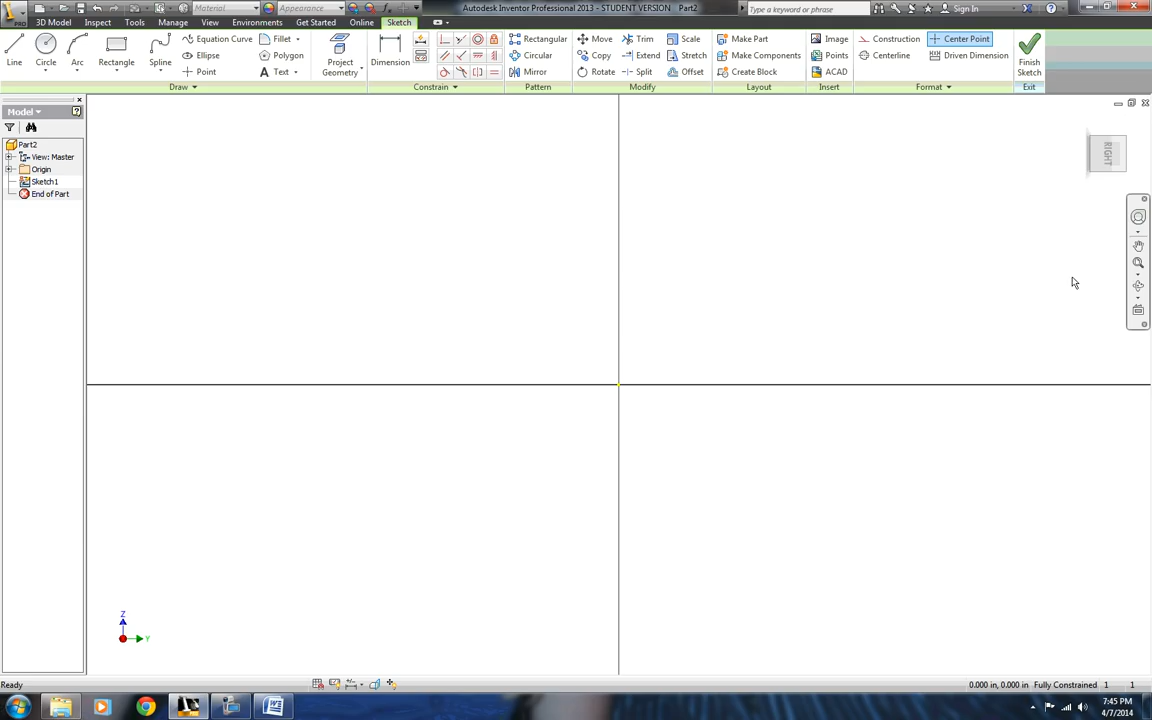 Autodesk Inventor Professional 2013 - STUDENT VERSION Part2
Material
Appearance
Type a keyword or phrase
Sign In
PRO
3D Model Inspect Tools Manage View Environments Get Started Online Sketch
Line
Circle
Arc
Rectangle
Spline
Equation Curve
Ellipse
Point
Fillet
Polygon
Text
Project
Geometry
Dimension
Rectangular
Circular
Mirror
Move
Copy
Rotate
Trim
Extend
Split
Scale
Stretch
Offset
Make Part
Make Components
Create Block
Image
Points
ACAD
Construction
Centerline
Center Point
Driven Dimension
Finish
Sketch
Draw
Constrain
Pattern
Modify
Layout
Insert
Format
Exit
Model
Part2
View: Master
Origin
Sketch1
End of Part
RIGHT
Z
Y
Ready
0.000 in, 0.000 in Fully Constrained 1 1
7:45 PM
4/7/2014